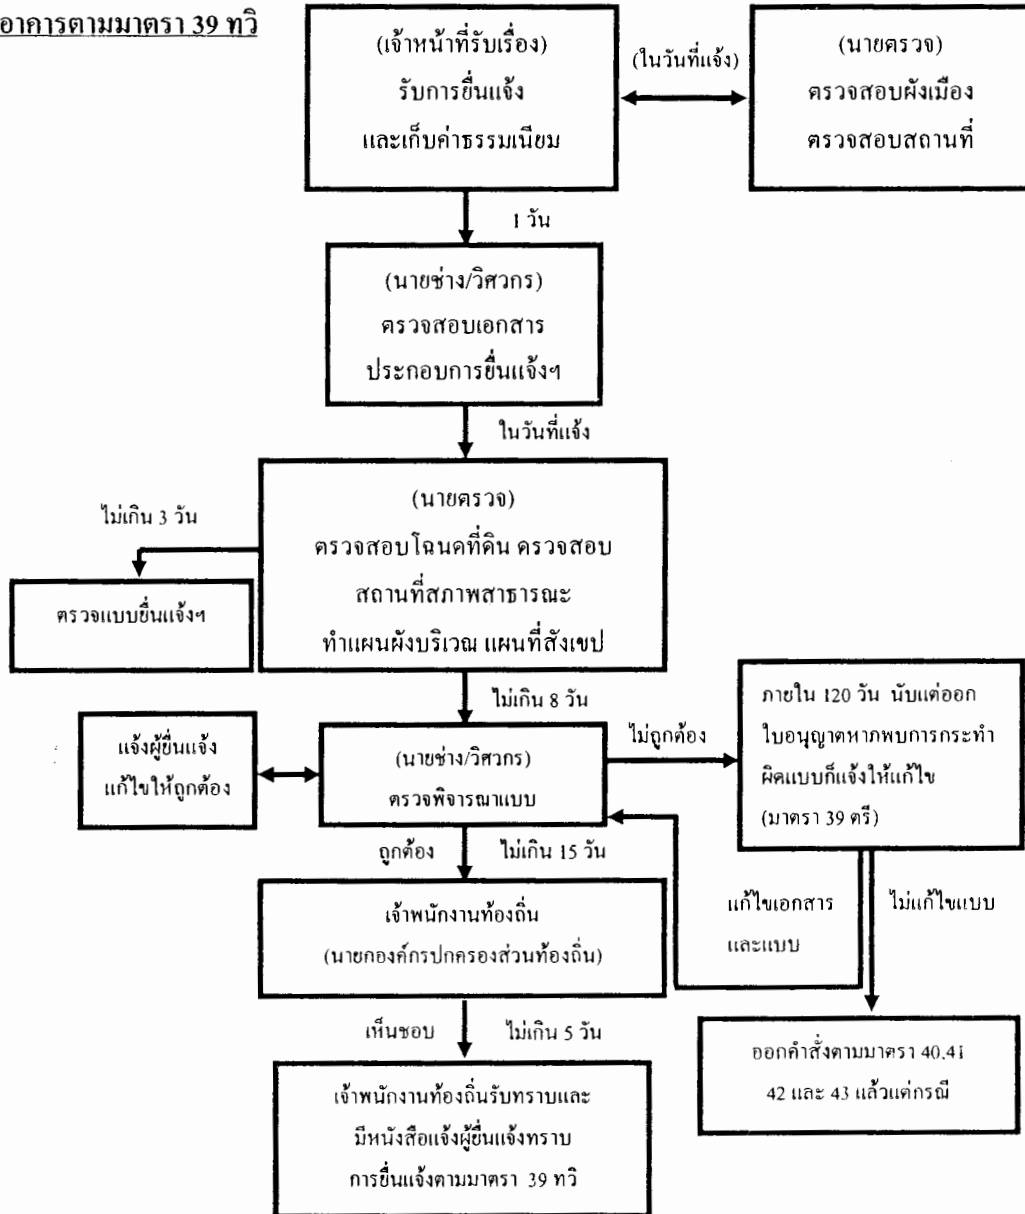 อาคารตามมาตรา 39 ทวิ
(เจ้าหน้าที่รับเรื่อง)
รับการยื่นแจ้ง
และเก็บค่าธรรมเนียม
(ในวันที่แจ้ง)
(นายตรวจ)
ตรวจสอบผังเมือง
ตรวจสอบสถานที่
1 วัน
(นายช่าง/วิศวกร)
ตรวจสอบเอกสาร
ประกอบการยื่นแจ้งฯ
ในวันที่แจ้ง
(นายตรวจ)
ตรวจสอบโฉนดที่ดิน ตรวจสอบ
สถานที่สภาพสาธารณะ
ทำแผนผังบริเวณ แผนที่สังเขป
ไม่เกิน 3 วัน
ตรวจแบบยื่นแจ้งฯ
ไม่เกิน 8 วัน
แจ้งผู้ยื่นแจ้ง
แก้ไขให้ถูกต้อง
(นายช่าง/วิศวกร)
ตรวจพิจารณาแบบ
ไม่ถูกต้อง
ภายใน 120 วัน นับแต่ออก
ใบอนุญาตหากพบการกระทำ
ผิดแบบก็แจ้งให้แก้ไข
(มาตรา 39 ตรี)
ถูกต้อง
ไม่เกิน 15 วัน
เจ้าพนักงานท้องถิ่น
(นายกองค์กรปกครองส่วนท้องถิ่น)
แก้ไขเอกสาร
และแบบ
ไม่แก้ไขแบบ
เห็นชอบ
ไม่เกิน 5 วัน
ออกคำสั่งตามมาตรา 40,41
42 และ 43 แล้วแต่กรณี
เจ้าพนักงานท้องถิ่นรับทราบและ
มีหนังสือแจ้งผู้ยื่นแจ้งทราบ
การยื่นแจ้งตามมาตรา 39 ทวิ